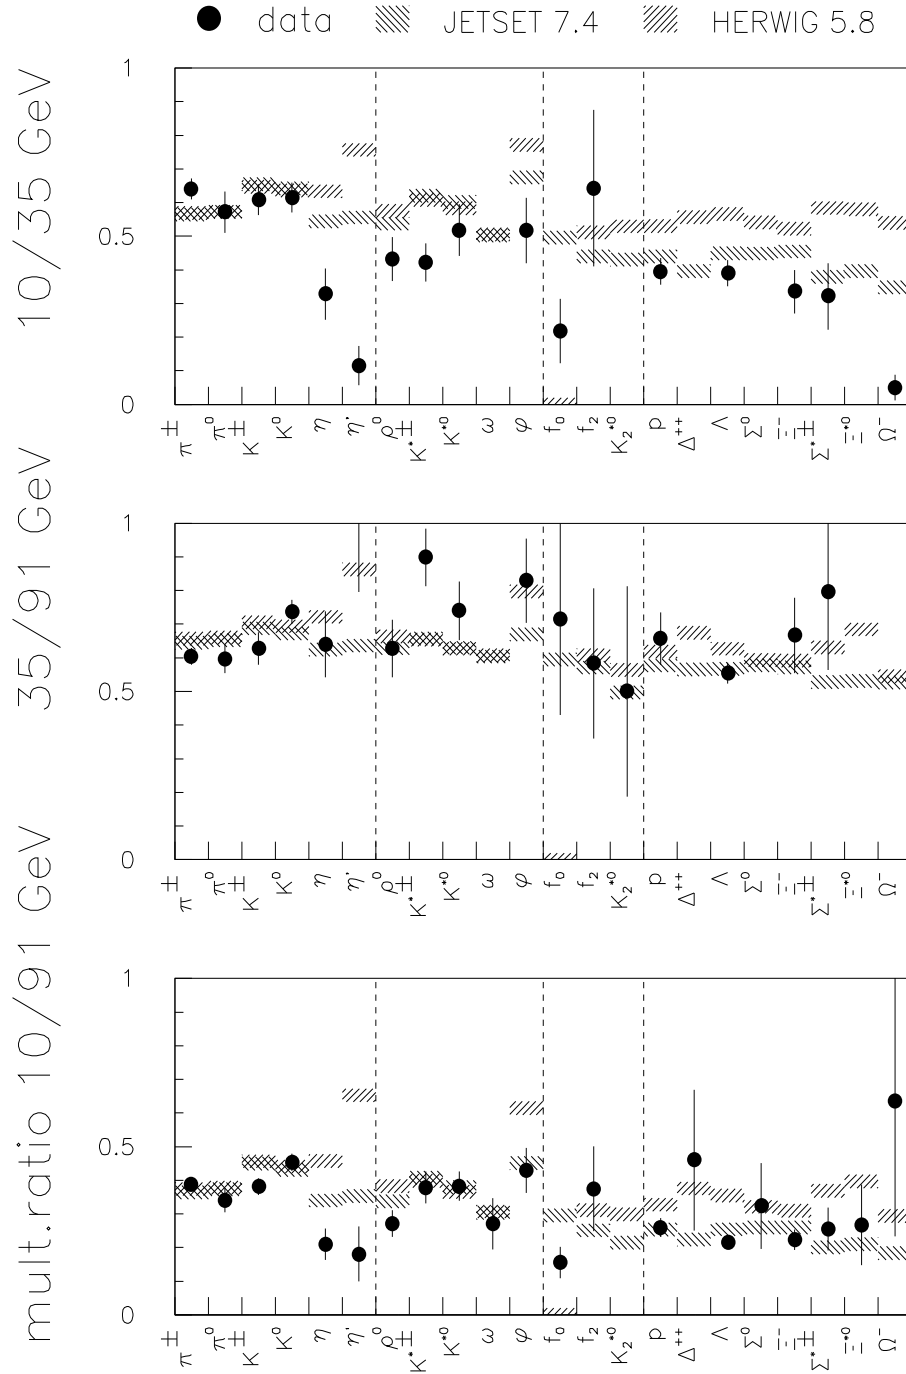 data JETSET 7.4 HERWIG 5.8
10/35 GeV
1
0.5
0
π± π⁰ K± K⁰ η η' ρ⁰ K*± K*⁰ ω φ f₀ f₂ K₂*⁰ p Δ⁺⁺ Λ Σ⁰ Ξ⁻ Σ*± Ξ*⁰ Ω⁻
35/91 GeV
1
0.5
0
π± π⁰ K± K⁰ η η' ρ⁰ K*± K*⁰ ω φ f₀ f₂ K₂*⁰ p Δ⁺⁺ Λ Σ⁰ Ξ⁻ Σ*± Ξ*⁰ Ω⁻
mult.ratio 10/91 GeV
1
0.5
0
π± π⁰ K± K⁰ η η' ρ⁰ K*± K*⁰ ω φ f₀ f₂ K₂*⁰ p Δ⁺⁺ Λ Σ⁰ Ξ⁻ Σ*± Ξ*⁰ Ω⁻